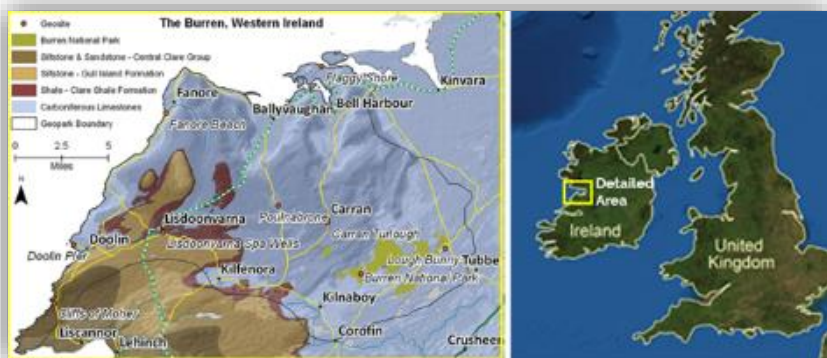 The Burren, Western Ireland
Geosite
Burren National Park
Siltstone & Sandstone - Central Clare Group
Siltstone - Gull Island Formation
Shale - Clare Shale Formation
Carboniferous Limestones
Geopark Boundary
0 2.5 5
Miles
N
Flaggy Shore
Kinvara
Fanore
Ballyvaughan
Bell Harbour
Fanore Beach
Poulnabrone
Carran
Lisdoonvarna
Carran Turlough
Doolin
Lisdoonvarna Spa Wells
Doolin Pier
Lough Bunny
Tubber
Kilfenora
Burren National Park
Kilnaboy
Cliffs of Moher
Liscannor
Lehinch
Corofin
Crusheen
Detailed
Area
Ireland
United
Kingdom